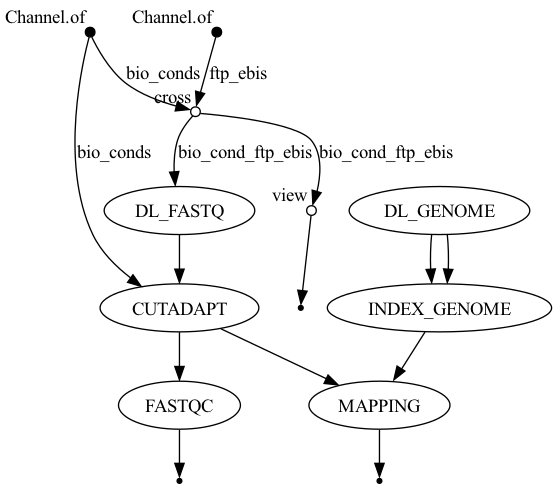 Channel.of Channel.of
bio_conds ftp_ebis
cross
bio_conds bio_cond_ftp_ebis bio_cond_ftp_ebis
view
DL_FASTQ DL_GENOME
CUTADAPT INDEX_GENOME
FASTQC MAPPING